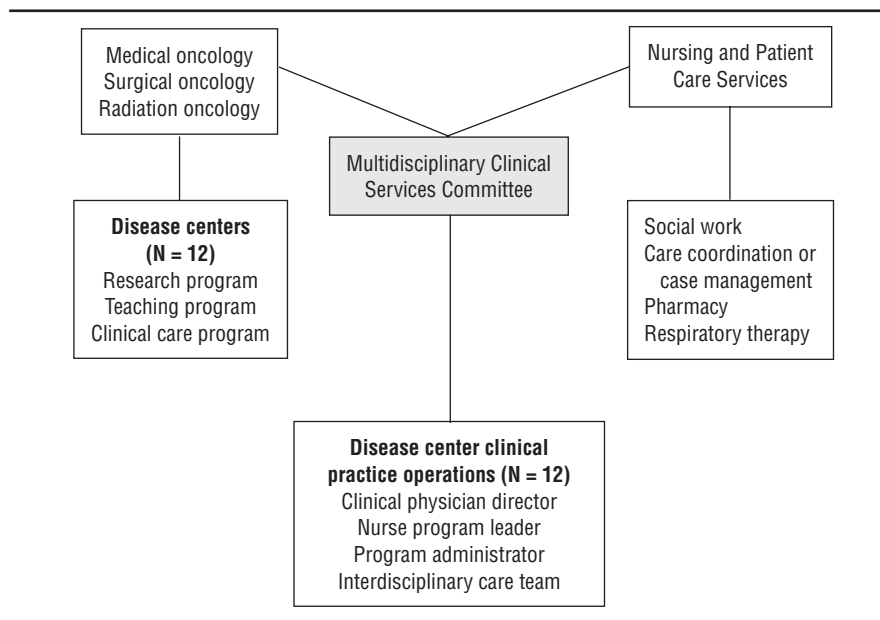 Medical oncology
Surgical oncology
Radiation oncology
Nursing and Patient
Care Services
Multidisciplinary Clinical
Services Committee
Disease centers
(N = 12)
Research program
Teaching program
Clinical care program
Social work
Care coordination or
case management
Pharmacy
Respiratory therapy
Disease center clinical
practice operations (N = 12)
Clinical physician director
Nurse program leader
Program administrator
Interdisciplinary care team